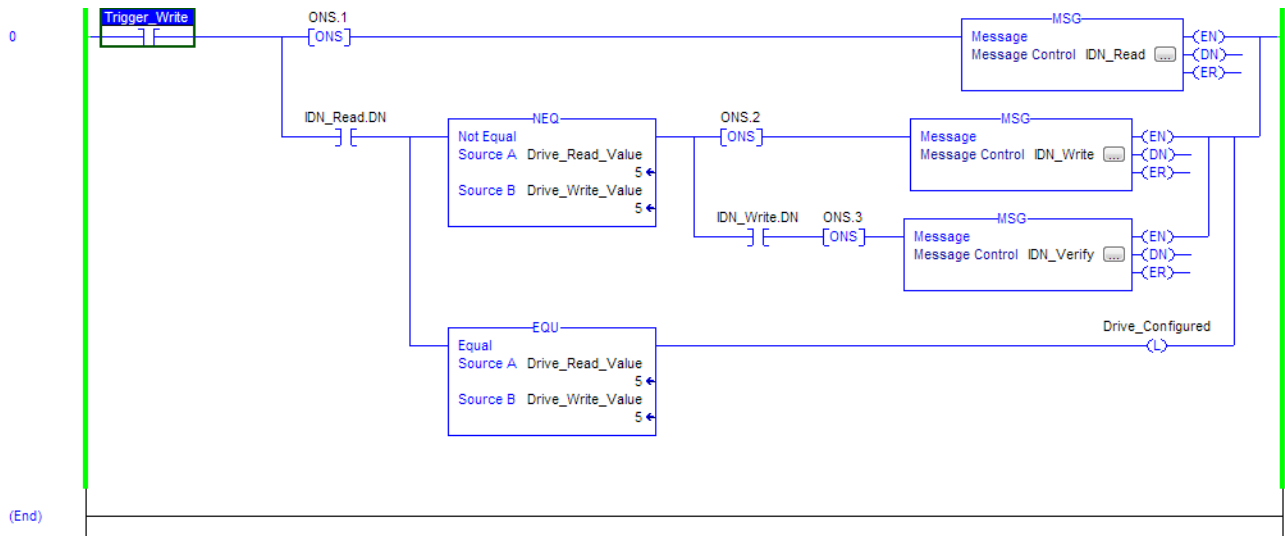 Trigger_Write
ONS.1
MSG
0
ONS
Message
EN
Message Control IDN_Read ...
DN
ER
IDN_Read.DN
NEQ
ONS.2
MSG
Not Equal
ONS
Message
EN
Source A Drive_Read_Value
Message Control IDN_Write ...
DN
5
ER
Source B Drive_Write_Value
5
IDN_Write.DN
ONS.3
MSG
ONS
Message
EN
Message Control IDN_Verify ...
DN
ER
EQU
Drive_Configured
Equal
L
Source A Drive_Read_Value
5
Source B Drive_Write_Value
5
(End)